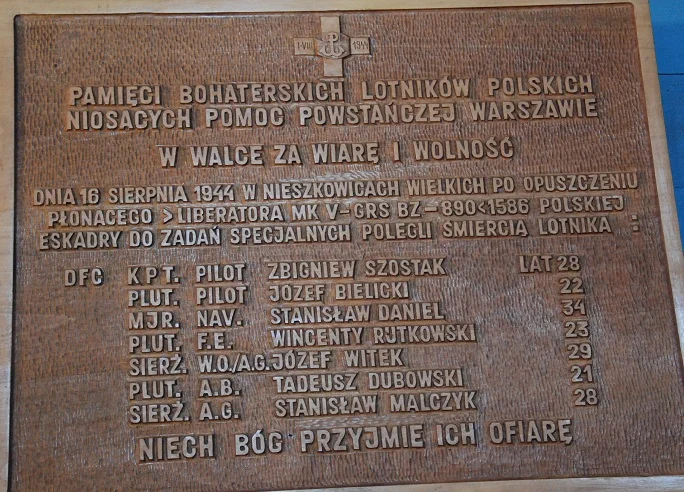 1-VIII 1944
PAMIĘCI BOHATERSKICH LOTNIKÓW POLSKICH
NIOSĄCYCH POMOC POWSTAŃCZEJ WARSZAWIE
W WALCE ZA WIARĘ I WOLNOŚĆ
DNIA 16 SIERPNIA 1944 W NIESZKOWICACH WIELKICH PO OPUSZCZENIU
PŁONĄCEGO >LIBERATORA MK V-GRS BZ-890<1586 POLSKIEJ
ESKADRY DO ZADAŃ SPECJALNYCH POLEGLI ŚMIERCIĄ LOTNIKA :
DFC KPT. PILOT ZBIGNIEW SZOSTAK LAT 28
PLUT. PILOT JÓZEF BIELICKI 22
MJR. NAV. STANISŁAW DANIEL 34
PLUT. F.E. WINCENTY RUTKOWSKI 23
SIERŻ. W.O./A.G. JÓZEF WITEK 29
PLUT. A.B. TADEUSZ DUBOWSKI 21
SIERŻ. A.G. STANISŁAW MALCZYK 28
NIECH BÓG PRZYJMIE ICH OFIARĘ